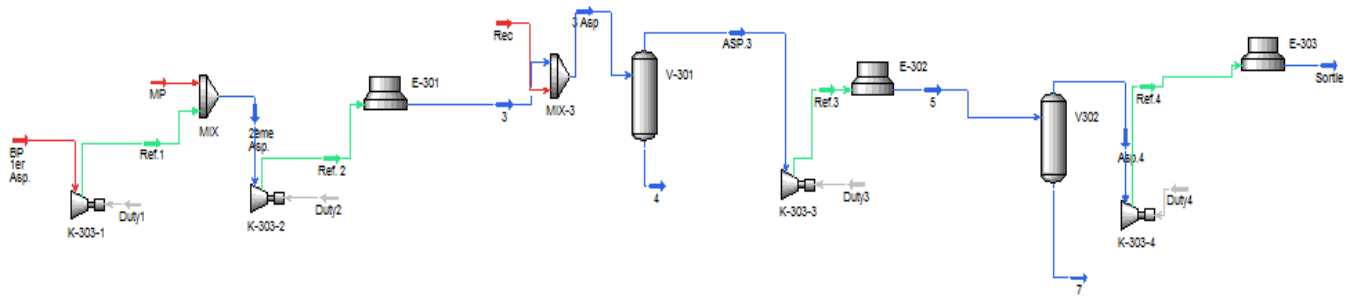 BP
1er
Asp.
K-303-1
Duty1
Ref.1
MP
MIX
2eme
Asp.
K-303-2
Duty2
Ref. 2
E-301
3
Rec
MIX-3
3 Asp
V-301
4
ASP.3
K-303-3
Duty3
Ref.3
E-302
5
V302
7
Asp.4
K-303-4
Duty4
Ref.4
E-303
Sortie